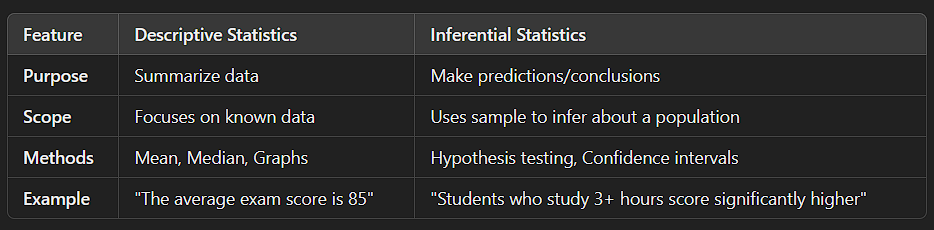 Feature Descriptive Statistics Inferential Statistics
Purpose Summarize data Make predictions/conclusions
Scope Focuses on known data Uses sample to infer about a population
Methods Mean, Median, Graphs Hypothesis testing, Confidence intervals
Example "The average exam score is 85" "Students who study 3+ hours score significantly higher"